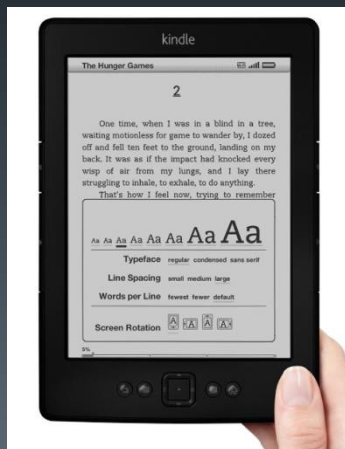 kindle
The Hunger Games
2
One time, when I was in a blind in a tree,
waiting motionless for game to wander by, I dozed
off and fell ten feet to the ground, landing on my
back. It was as if the impact had knocked every
wisp of air from my lungs, and I lay there
struggling to inhale, to exhale, to do anything.
That's how I feel now, trying to remember
Aa Aa Aa Aa Aa Aa Aa Aa
Typeface regular condensed sans serif
Line Spacing small medium large
Words per Line fewest fewer default
Screen Rotation A A A A
5%